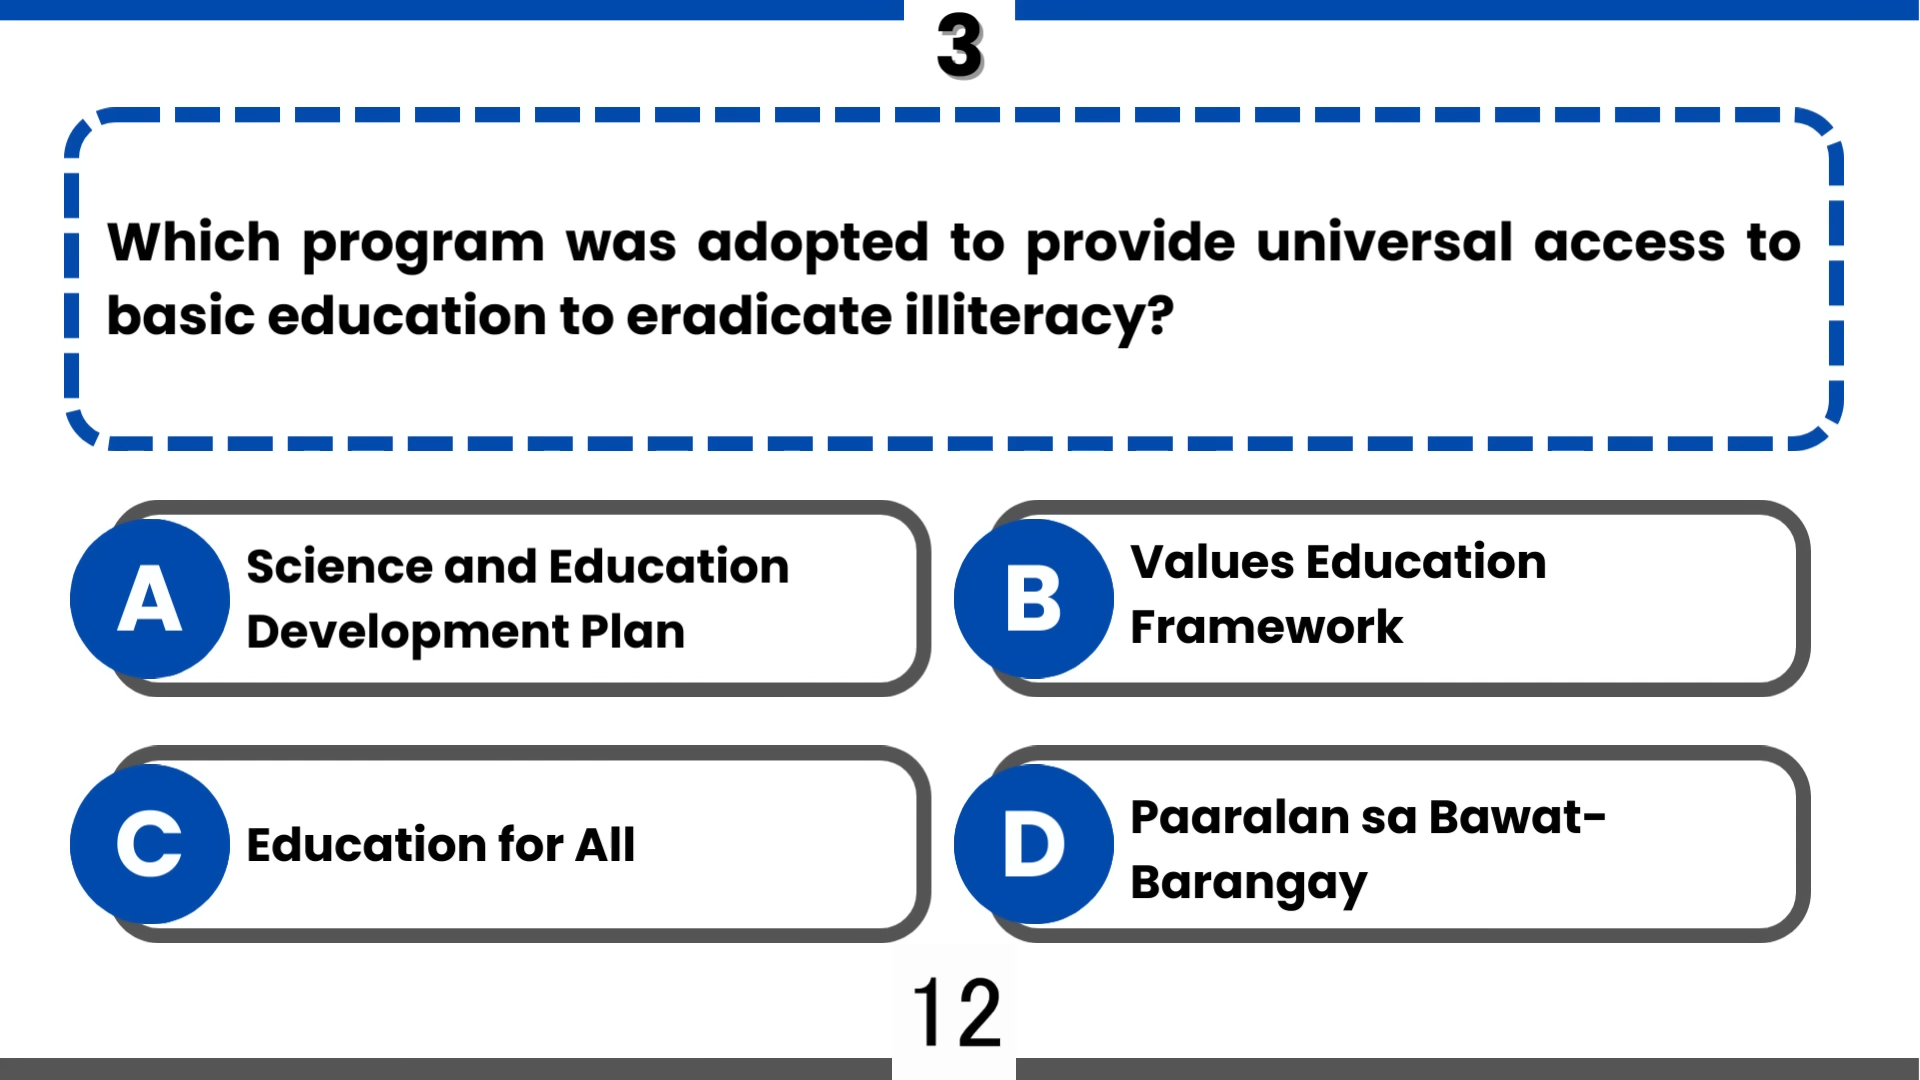 3
Which program was adopted to provide universal access to
basic education to eradicate illiteracy?
A
Science and Education
Development Plan
B
Values Education
Framework
C
Education for All
D
Paaralan sa Bawat-
Barangay
12